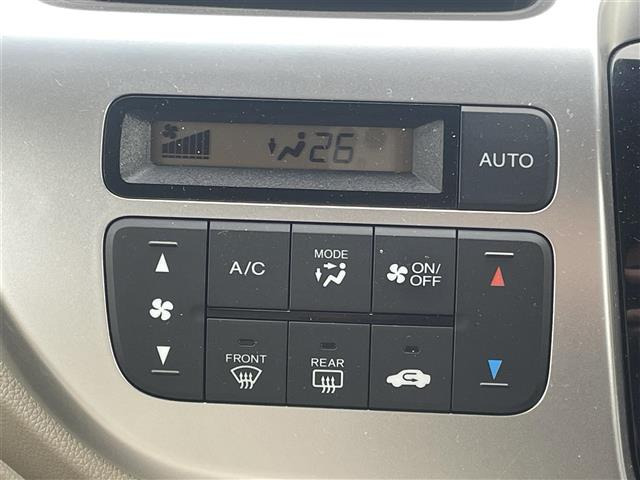 26
AUTO
A/C
MODE
ON/
OFF
FRONT
REAR